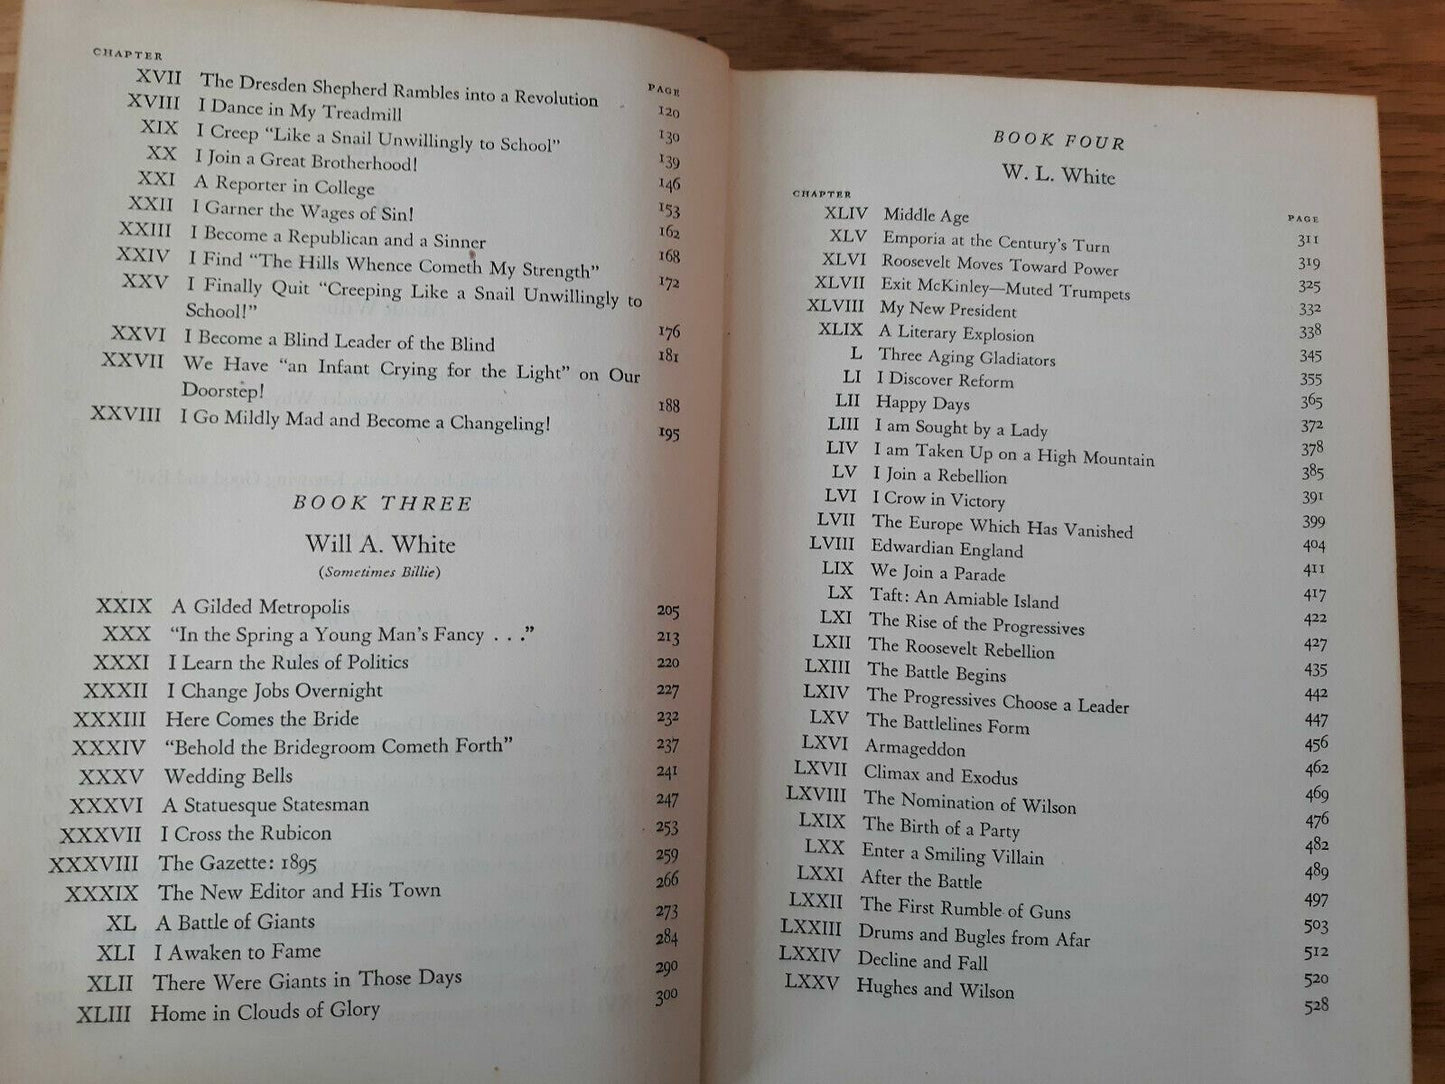 CHAPTER PAGE
XVII The Dresden Shepherd Rambles into a Revolution 120
XVIII I Dance in My Treadmill 130
XIX I Creep "Like a Snail Unwillingly to School" 139
XX I Join a Great Brotherhood! 146
XXI A Reporter in College 153
XXII I Garner the Wages of Sin! 162
XXIII I Become a Republican and a Sinner 168
XXIV I Find "The Hills Whence Cometh My Strength" 172
XXV I Finally Quit "Creeping Like a Snail Unwillingly to
School!" 176
XXVI I Become a Blind Leader of the Blind 181
XXVII We Have "an Infant Crying for the Light" on Our
Doorstep! 188
XXVIII I Go Mildly Mad and Become a Changeling! 195
BOOK THREE
Will A. White
(Sometimes Billie)
XXIX A Gilded Metropolis 205
XXX "In the Spring a Young Man's Fancy . . ." 213
XXXI I Learn the Rules of Politics 220
XXXII I Change Jobs Overnight 227
XXXIII Here Comes the Bride 232
XXXIV "Behold the Bridegroom Cometh Forth" 237
XXXV Wedding Bells 241
XXXVI A Statuesque Statesman 247
XXXVII I Cross the Rubicon 253
XXXVIII The Gazette: 1895 259
XXXIX The New Editor and His Town 266
XL A Battle of Giants 273
XLI I Awaken to Fame 284
XLII There Were Giants in Those Days 290
XLIII Home in Clouds of Glory 300
BOOK FOUR
W. L. White
CHAPTER PAGE
XLIV Middle Age 311
XLV Emporia at the Century's Turn 319
XLVI Roosevelt Moves Toward Power 325
XLVII Exit McKinley—Muted Trumpets 332
XLVIII My New President 338
XLIX A Literary Explosion 345
L Three Aging Gladiators 355
LI I Discover Reform 365
LII Happy Days 372
LIII I am Sought by a Lady 378
LIV I am Taken Up on a High Mountain 385
LV I Join a Rebellion 391
LVI I Crow in Victory 399
LVII The Europe Which Has Vanished 404
LVIII Edwardian England 411
LIX We Join a Parade 417
LX Taft: An Amiable Island 422
LXI The Rise of the Progressives 427
LXII The Roosevelt Rebellion 435
LXIII The Battle Begins 442
LXIV The Progressives Choose a Leader 447
LXV The Battlelines Form 456
LXVI Armageddon 462
LXVII Climax and Exodus 469
LXVIII The Nomination of Wilson 476
LXIX The Birth of a Party 482
LXX Enter a Smiling Villain 489
LXXI After the Battle 497
LXXII The First Rumble of Guns 503
LXXIII Drums and Bugles from Afar 512
LXXIV Decline and Fall 520
LXXV Hughes and Wilson 528